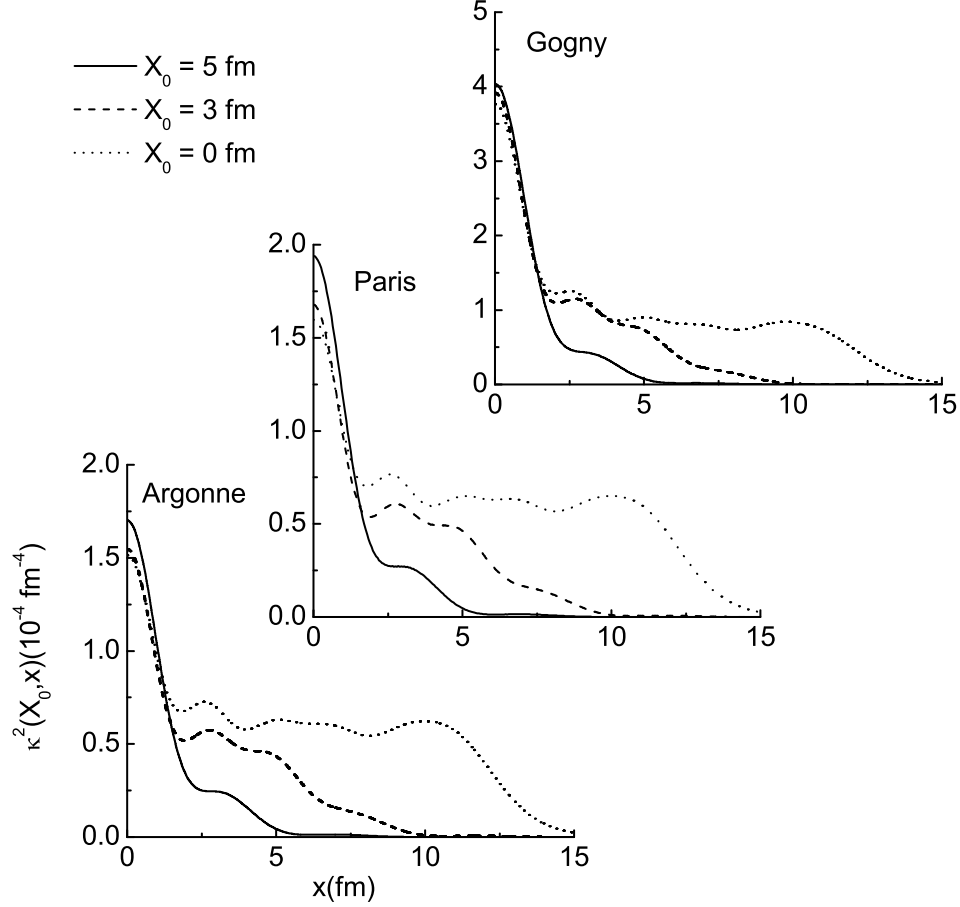 X₀ = 5 fm
X₀ = 3 fm
X₀ = 0 fm
Gogny
5
4
3
2
1
0
0 5 10 15
Paris
2.0
1.5
1.0
0.5
0.0
0 5 10 15
Argonne
2.0
1.5
1.0
0.5
0.0
0 5 10 15
κ²(X₀,x)(10⁻⁴ fm⁻⁴)
x(fm)